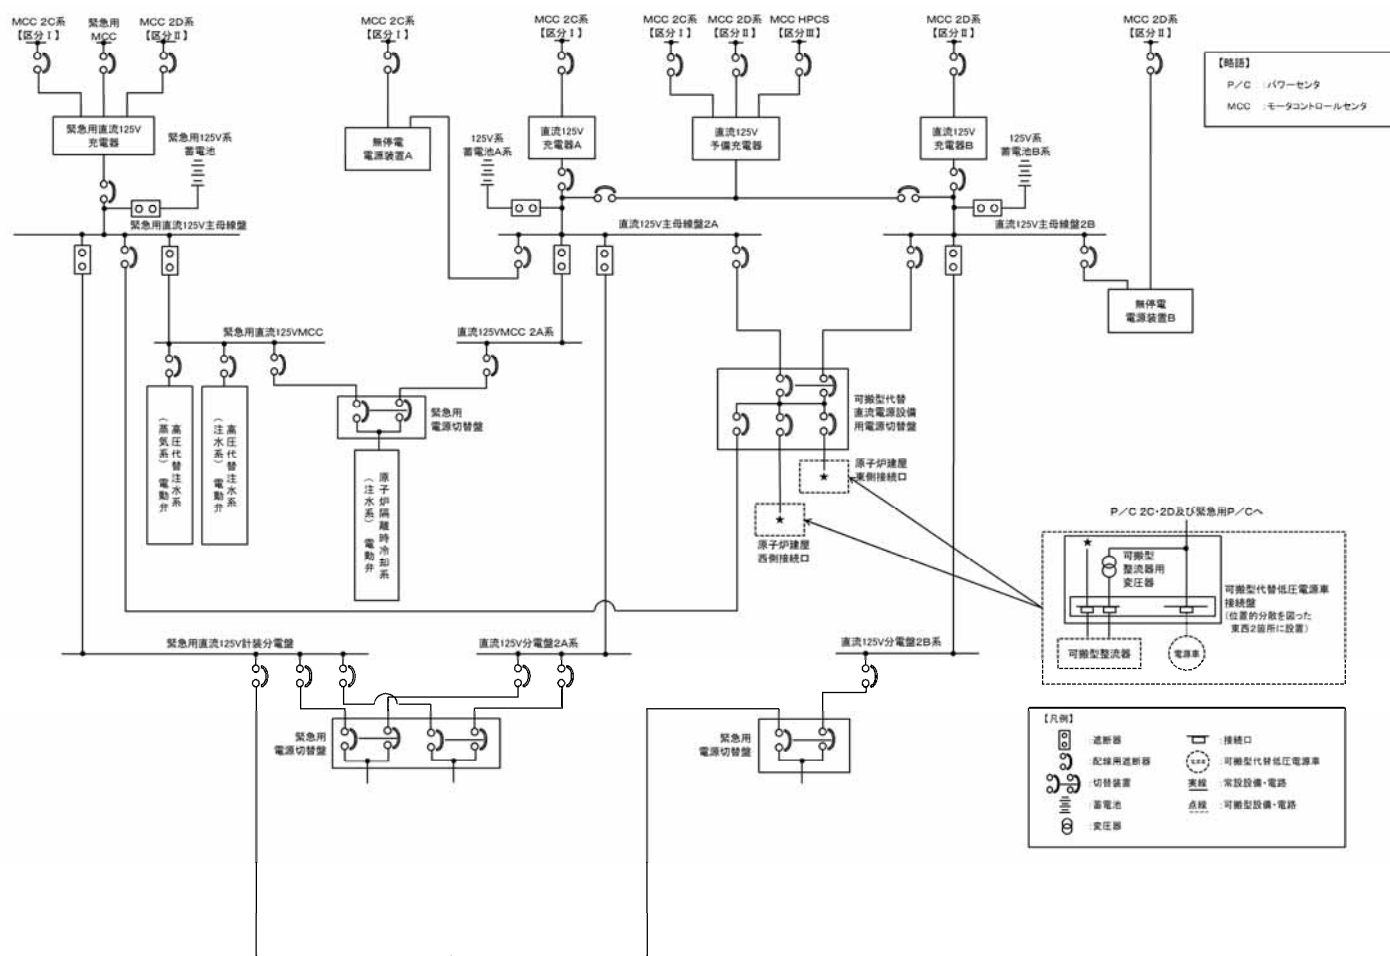 MCC 2C系
【区分Ⅰ】
緊急用
MCC
MCC 2D系
【区分Ⅱ】
MCC 2C系
【区分Ⅰ】
MCC 2C系
【区分Ⅰ】
MCC 2C系
【区分Ⅰ】
MCC 2D系
【区分Ⅱ】
MCC HPCS
【区分Ⅲ】
MCC 2D系
【区分Ⅱ】
MCC 2D系
【区分Ⅱ】
【略語】
P／C ：パワーセンタ
MCC ：モータコントロールセンタ
緊急用直流125V
充電器
緊急用125V系
蓄電池
無停電
電源装置A
125V系
蓄電池A系
直流125V
充電器A
直流125V
予備充電器
直流125V
充電器B
125V系
蓄電池B系
緊急用直流125V主母線盤
直流125V主母線盤2A
直流125V主母線盤2B
無停電
電源装置B
緊急用直流125VMCC
直流125VMCC 2A系
高圧代替注水系
（蒸気系）電動弁
高圧代替注水系
（注水系）電動弁
緊急用
電源切替盤
原子炉隔離時冷却系
（注水系）電動弁
可搬型代替
直流電源設備
用電源切替盤
原子炉建屋
東側接続口
★
★
原子炉建屋
西側接続口
P／C 2C・2D及び緊急用P／Cへ
★
可搬型
整流器用
変圧器
可搬型代替低圧電源車
接続盤
（位置的分散を図った
東西2箇所に設置）
可搬型整流器
電源車
緊急用直流125V計装分電盤
直流125V分電盤2A系
直流125V分電盤2B系
緊急用
電源切替盤
緊急用
電源切替盤
【凡例】
：遮断器
：配線用遮断器
：切替装置
：蓄電池
：変圧器
：接続口
電源車
：可搬型代替低圧電源車
実線 ：常設設備・電路
点線 ：可搬型設備・電路